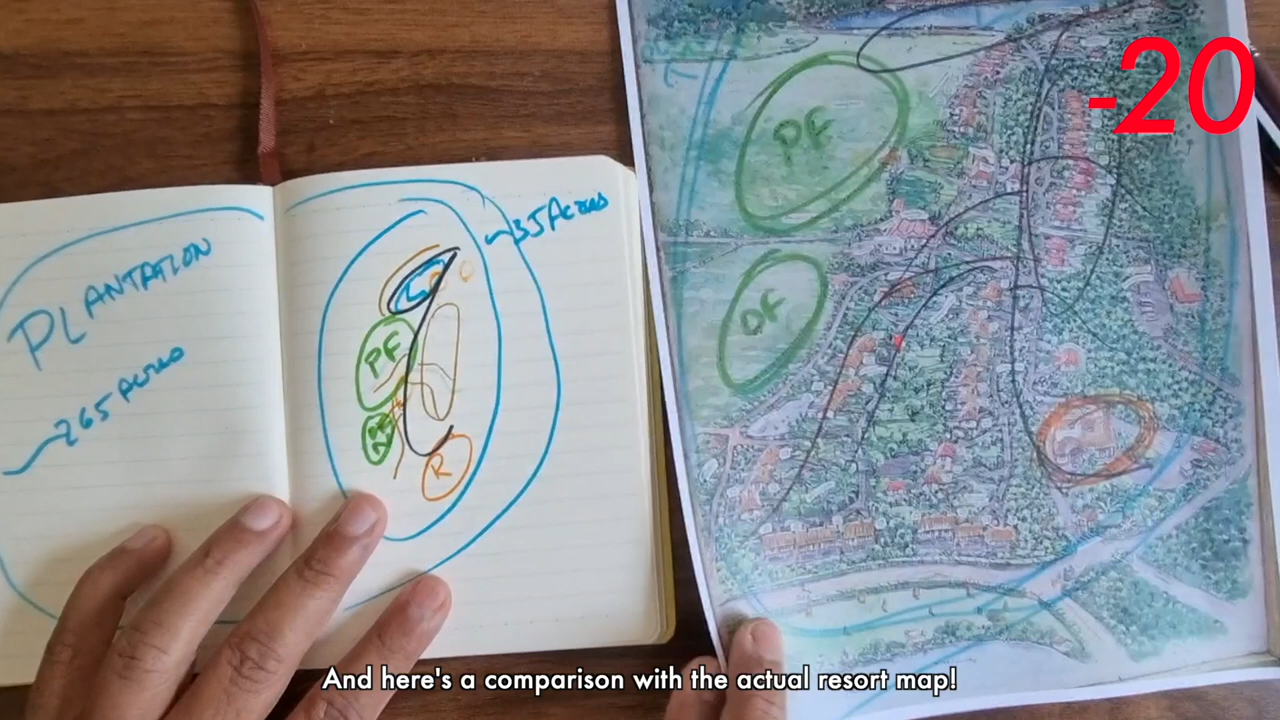 PLANTATION
265 ACRES
35 ACRES
L
PF
R
PF
DF
-20
And here's a comparison with the actual resort map!